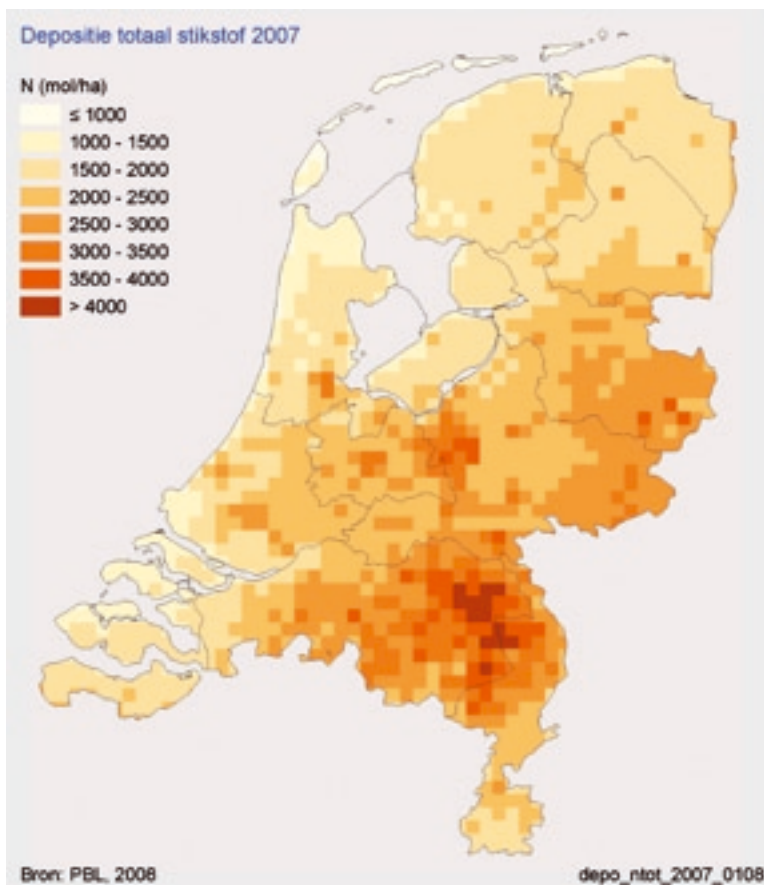 Depositie totaal stikstof 2007
N (mol/ha)
≤ 1000
1000 - 1500
1500 - 2000
2000 - 2500
2500 - 3000
3000 - 3500
3500 - 4000
> 4000
Bron: PBL, 2008
depo_ntot_2007_0108